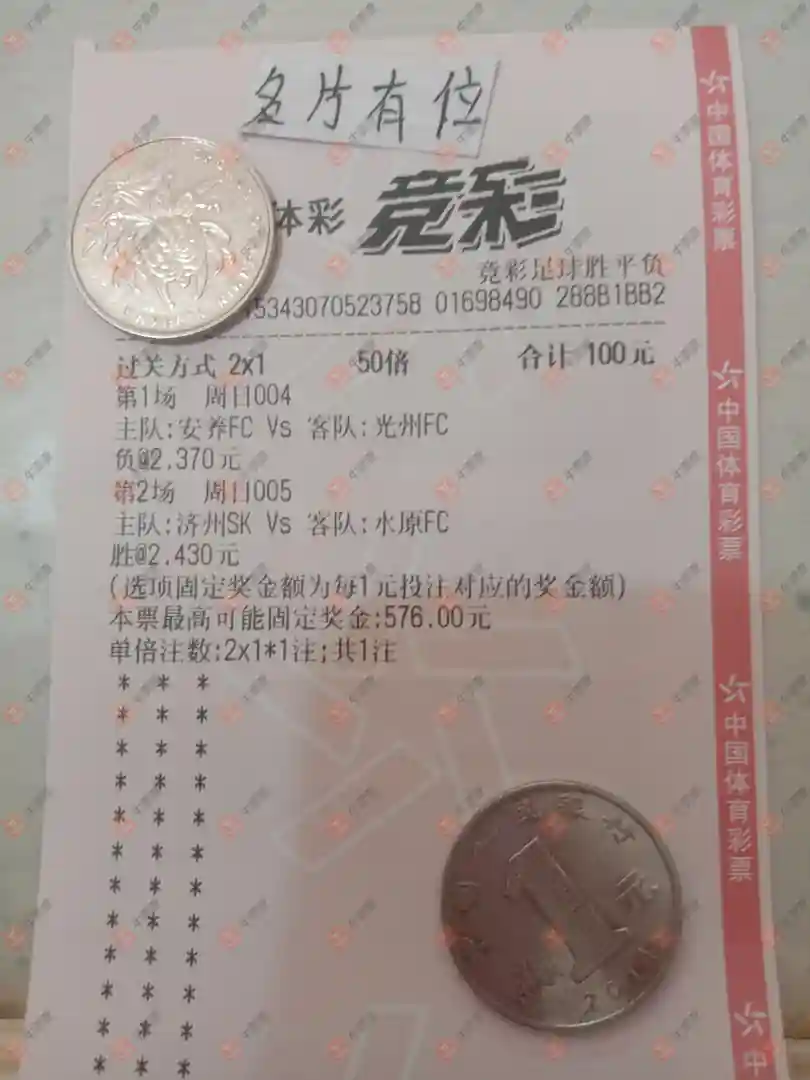 名片有位
体彩 竞彩
竞彩足球胜平负
5343070523758 01698490 288B1BB2
过关方式 2x1 50倍 合计 100元
第1场 周日004
主队:安养FC Vs 客队:光州FC
负@2.370元
第2场 周日005
主队:济州SK Vs 客队:水原FC
胜@2.430元
(选项固定奖金额为每1元投注对应的奖金额)
本票最高可能固定奖金:576.00元
单倍注数:2x1*1注;共1注
* * *
* * *
* * *
* * *
* * *
* * *
* * *
* * *
* * *
* * *
* * *
* * *
中国体育彩票
中国体育彩票
中国体育彩票
中
1元